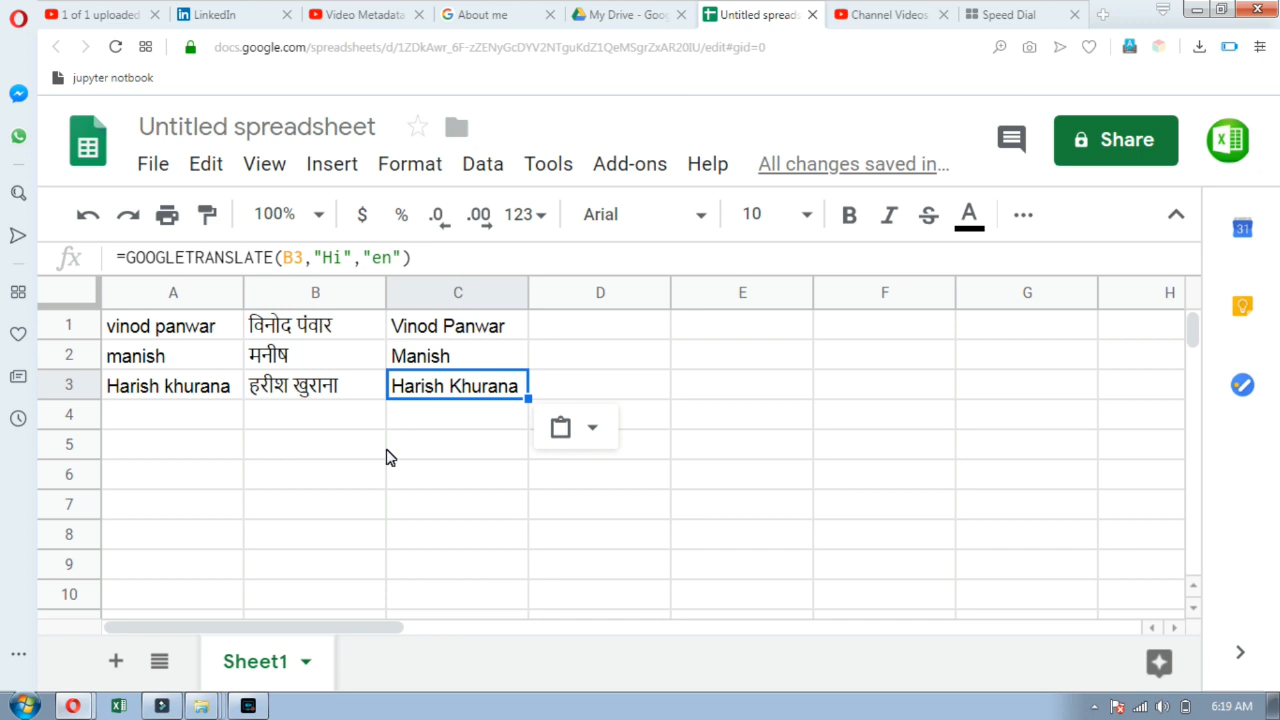 1 of 1 uploaded
LinkedIn
Video Metadata
About me
My Drive - Goog
Untitled spreads
Channel Videos
Speed Dial
docs.google.com/spreadsheets/d/1ZDkAwr_6F-zZENyGcDYV2NTguKdZ1QeMSgrZxAR20IU/edit#gid=0
jupyter notbook
Untitled spreadsheet
Share
File Edit View Insert Format Data Tools Add-ons Help All changes saved in…
100% $ % .0 .00 123 Arial 10 B I S A
fx =GOOGLETRANSLATE(B3,"Hi","en")
A B C D E F G H
1 vinod panwar विनोद पंवार Vinod Panwar
2 manish मनीष Manish
3 Harish khurana हरीश खुराना Harish Khurana
4
5
6
7
8
9
10
31
Sheet1
6:19 AM